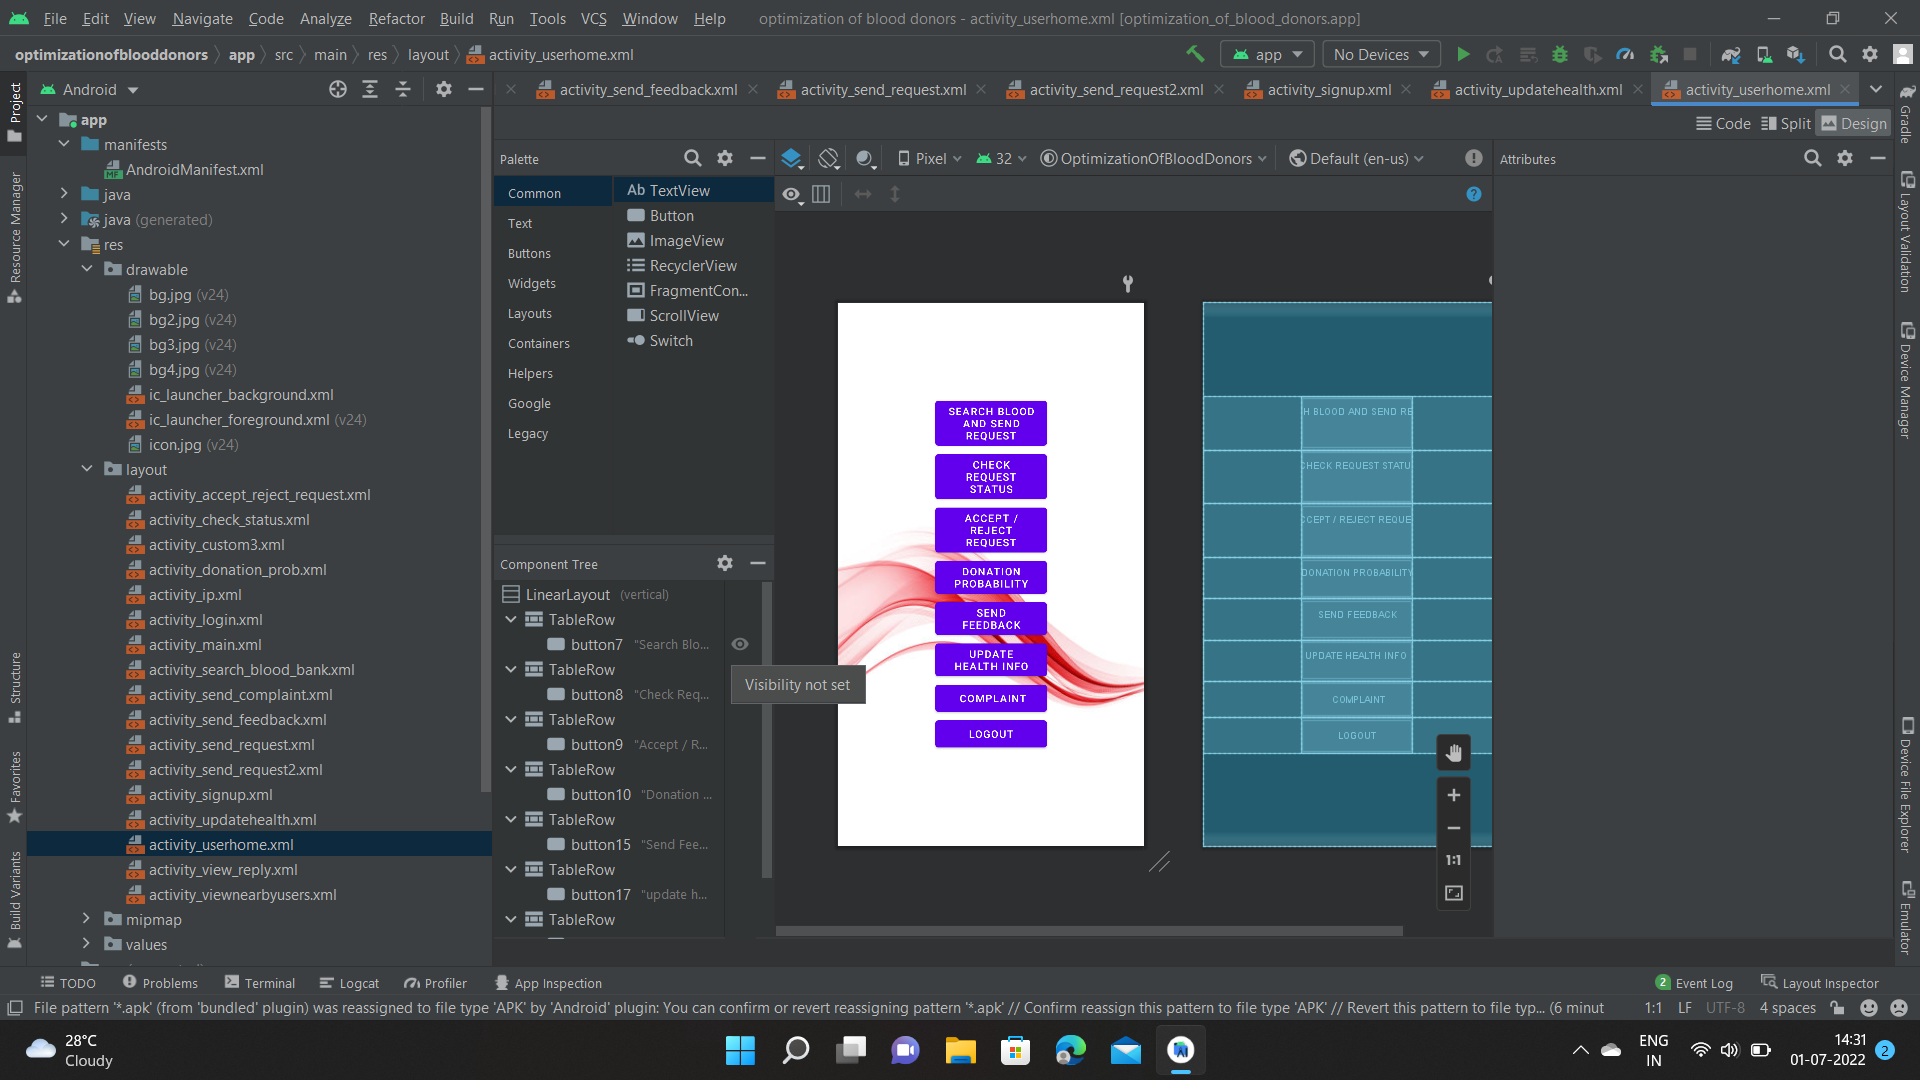 File Edit View Navigate Code Analyze Refactor Build Run Tools VCS Window Help optimization of blood donors - activity_userhome.xml [optimization_of_blood_donors.app]
optimizationofblooddonors app src main res layout activity_userhome.xml app No Devices
Android
activity_send_feedback.xml activity_send_request.xml activity_send_request2.xml activity_signup.xml activity_updatehealth.xml activity_userhome.xml
Code Split Design
Project
Resource Manager
Structure
Favorites
Build Variants
app
manifests
MF AndroidManifest.xml
java
java (generated)
res
drawable
bg.jpg (v24)
bg2.jpg (v24)
bg3.jpg (v24)
bg4.jpg (v24)
ic_launcher_background.xml
ic_launcher_foreground.xml (v24)
icon.jpg (v24)
layout
activity_accept_reject_request.xml
activity_check_status.xml
activity_custom3.xml
activity_donation_prob.xml
activity_ip.xml
activity_login.xml
activity_main.xml
activity_search_blood_bank.xml
activity_send_complaint.xml
activity_send_feedback.xml
activity_send_request.xml
activity_send_request2.xml
activity_signup.xml
activity_updatehealth.xml
activity_userhome.xml
activity_view_reply.xml
activity_viewnearbyusers.xml
mipmap
values
Palette
Common
Text
Buttons
Widgets
Layouts
Containers
Helpers
Google
Legacy
Ab TextView
Button
ImageView
RecyclerView
FragmentCon...
ScrollView
Switch
Component Tree
LinearLayout (vertical)
TableRow
button7 "Search Blo...
TableRow
button8 "Check Req...
TableRow
button9 "Accept / R...
TableRow
button10 "Donation ...
TableRow
button15 "Send Fee...
TableRow
button17 "update h...
TableRow
Visibility not set
Pixel 32 OptimizationOfBloodDonors Default (en-us)
SEARCH BLOOD
AND SEND
REQUEST
CHECK
REQUEST
STATUS
ACCEPT /
REJECT
REQUEST
DONATION
PROBABILITY
SEND
FEEDBACK
UPDATE
HEALTH INFO
COMPLAINT
LOGOUT
H BLOOD AND SEND RE
CHECK REQUEST STATU
CCEPT / REJECT REQUE
DONATION PROBABILITY
SEND FEEDBACK
UPDATE HEALTH INFO
COMPLAINT
LOGOUT
1:1
Attributes
Gradle
Layout Validation
Device Manager
Device File Explorer
Emulator
TODO Problems Terminal Logcat Profiler App Inspection 2 Event Log Layout Inspector
File pattern '*.apk' (from 'bundled' plugin) was reassigned to file type 'APK' by 'Android' plugin: You can confirm or revert reassigning pattern '*.apk' // Confirm reassign this pattern to file type 'APK' // Revert this pattern to file typ... (6 minut 1:1 LF UTF-8 4 spaces
28°C
Cloudy
ENG
IN
14:31
01-07-2022
2